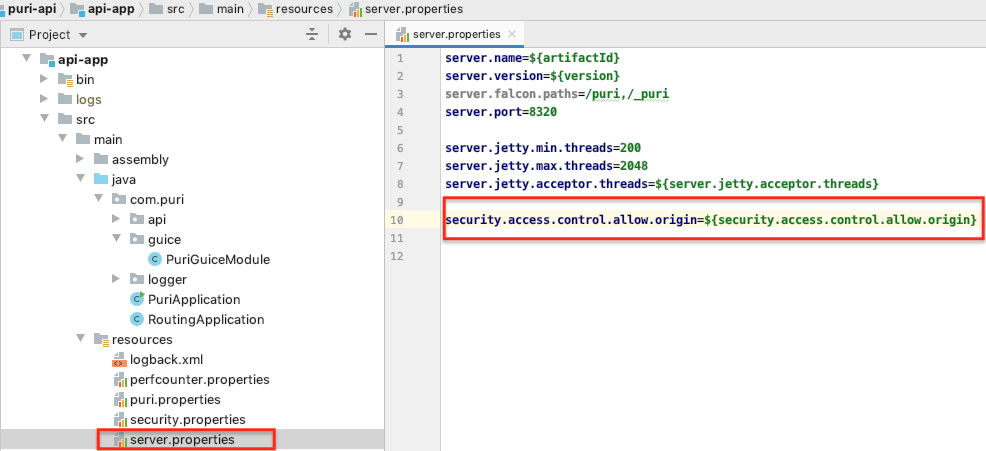 puri-api api-app src main resources server.properties
Project
server.properties
api-app
bin
logs
src
main
assembly
java
com.puri
api
guice
PuriGuiceModule
logger
PuriApplication
RoutingApplication
resources
logback.xml
perfcounter.properties
puri.properties
security.properties
server.properties
1 server.name=${artifactId}
2 server.version=${version}
3 server.falcon.paths=/puri,/_puri
4 server.port=8320
5
6 server.jetty.min.threads=200
7 server.jetty.max.threads=2048
8 server.jetty.acceptor.threads=${server.jetty.acceptor.threads}
9
10 security.access.control.allow.origin=${security.access.control.allow.origin}
11
12